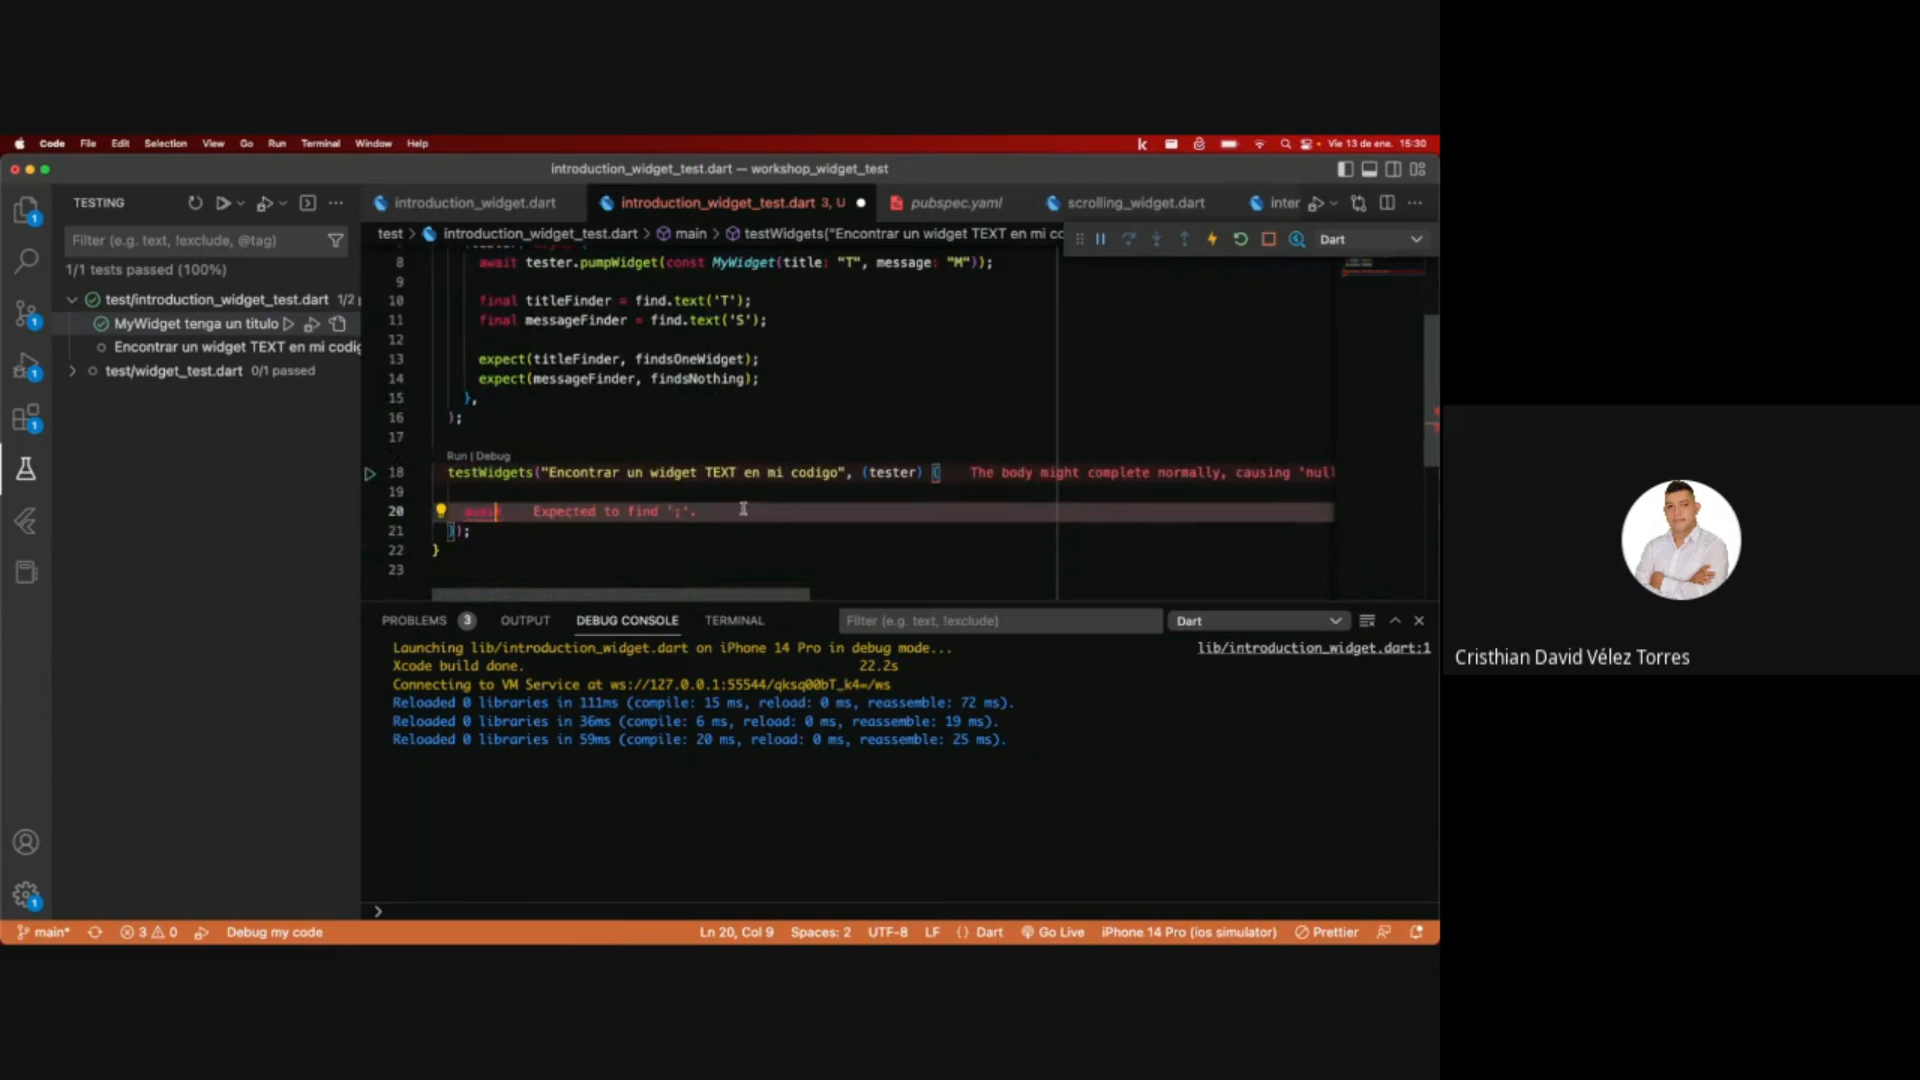 Code File Edit Selection View Go Run Terminal Window Help
Vie 13 de ene. 15:30
introduction_widget_test.dart — workshop_widget_test
TESTING
introduction_widget.dart
introduction_widget_test.dart 3, U
pubspec.yaml
scrolling_widget.dart
inter
Filter (e.g. text, !exclude, @tag)
test > introduction_widget_test.dart > main > testWidgets("Encontrar un widget TEXT en mi co
Dart
1/1 tests passed (100%)
test/introduction_widget_test.dart 1/2
MyWidget tenga un titulo
Encontrar un widget TEXT en mi codig
test/widget_test.dart 0/1 passed
8 await tester.pumpWidget(const MyWidget(title: "T", message: "M"));
9
10 final titleFinder = find.text('T');
11 final messageFinder = find.text('S');
12
13 expect(titleFinder, findsOneWidget);
14 expect(messageFinder, findsNothing);
15 },
16 );
17
Run | Debug
18 testWidgets("Encontrar un widget TEXT en mi codigo", (tester) { The body might complete normally, causing 'null
19
20 Expected to find ';'.
21 });
22 }
23
PROBLEMS 3 OUTPUT DEBUG CONSOLE TERMINAL
Filter (e.g. text, !exclude)
Dart
Launching lib/introduction_widget.dart on iPhone 14 Pro in debug mode...
lib/introduction_widget.dart:1
Xcode build done. 22.2s
Connecting to VM Service at ws://127.0.0.1:55544/qksq00bT_k4=/ws
Reloaded 0 libraries in 111ms (compile: 15 ms, reload: 0 ms, reassemble: 72 ms).
Reloaded 0 libraries in 36ms (compile: 6 ms, reload: 0 ms, reassemble: 19 ms).
Reloaded 0 libraries in 59ms (compile: 20 ms, reload: 0 ms, reassemble: 25 ms).
main* 3 0 Debug my code
Ln 20, Col 9 Spaces: 2 UTF-8 LF {} Dart Go Live iPhone 14 Pro (ios simulator) Prettier
Cristhian David Vélez Torres